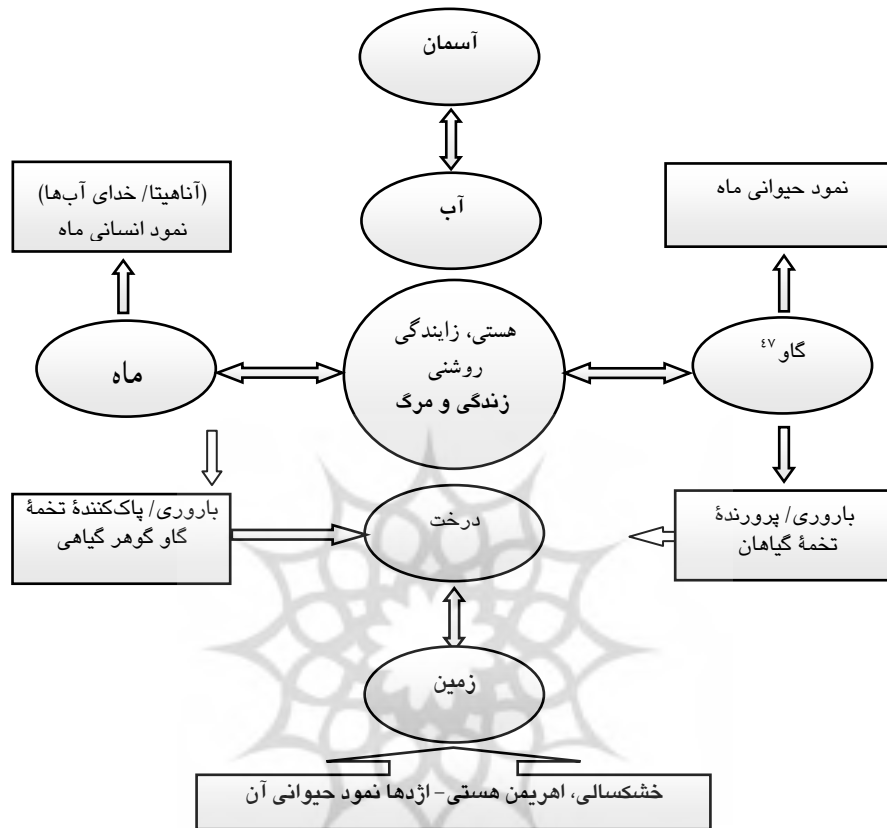 آسمان
آب
نمود حیوانی ماه
(آناهیتا/ خدای آب‌ها)
نمود انسانی ماه
هستی، زایندگی
روشنی
زندگی و مرگ
گاو ٤٧
ماه
باروری/ پرورندهٔ
تخمهٔ گیاهان
درخت
باروری/ پاک‌کنندهٔ تخمهٔ
گاو گوهر گیاهی
زمین
خشکسالی، اهریمن هستی- اژدها نمود حیوانی آن